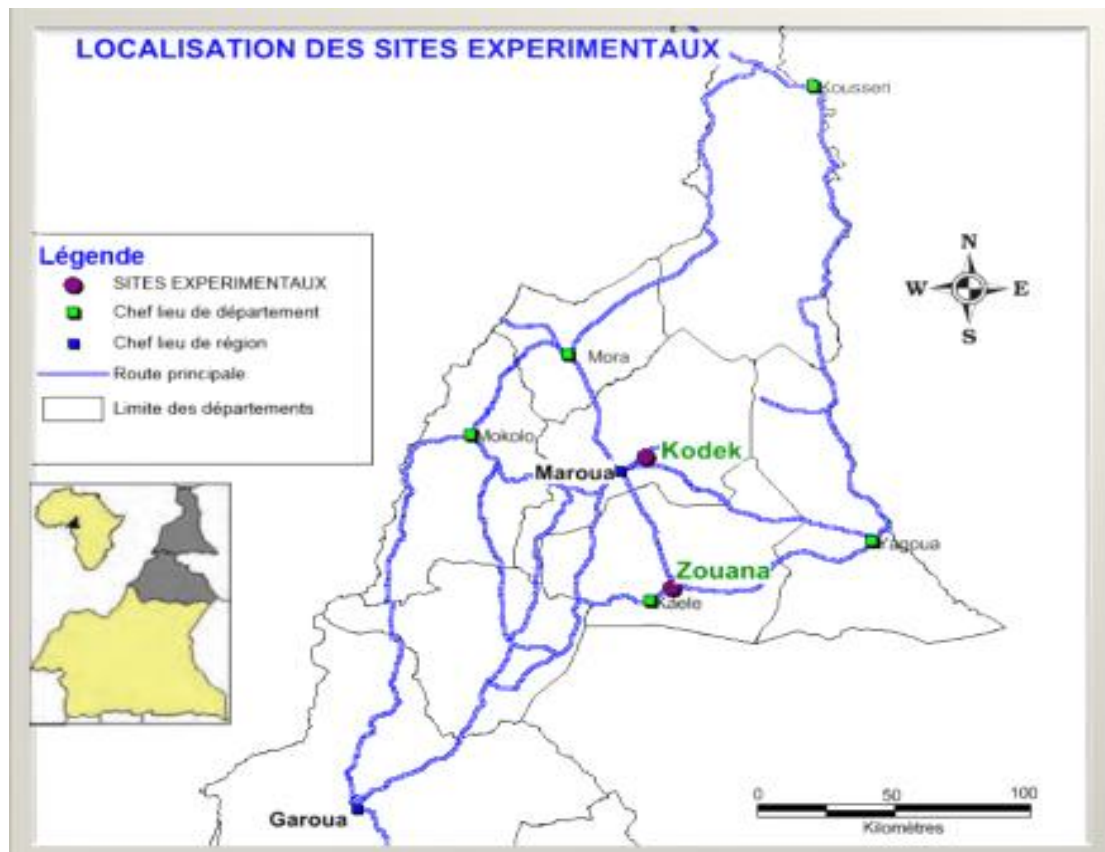 LOCALISATION DES SITES EXPERIMENTAUX
Kousseri
Légende
SITES EXPERIMENTAUX
Chef lieu de département
Chef lieu de région
Route principale
Limite des départements
N
W E
S
Mora
Mokolo
Kodek
Maroua
Yagoua
Zouana
Kaele
Garoua
0 50 100
Kilomètres